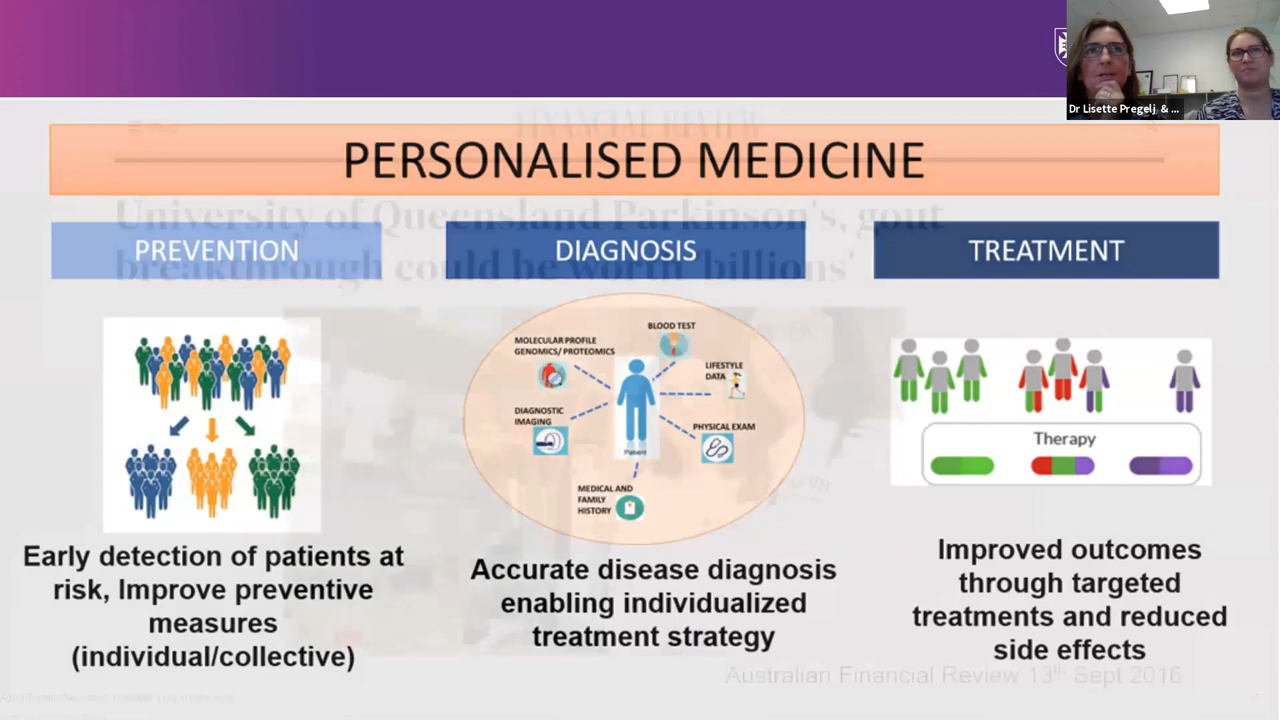 Dr Lisette Pregelj & ...
FINANCIAL REVIEW
PERSONALISED MEDICINE
University of Queensland Parkinson's, gout
breakthrough could be worth 'billions'
PREVENTION
DIAGNOSIS
TREATMENT
MOLECULAR PROFILE
GENOMICS/ PROTEOMICS
BLOOD TEST
LIFESTYLE
DATA
DIAGNOSTIC
IMAGING
PHYSICAL EXAM
Patient
MEDICAL AND
FAMILY
HISTORY
Therapy
Early detection of patients at
risk, Improve preventive
measures
(individual/collective)
Accurate disease diagnosis
enabling individualized
treatment strategy
Improved outcomes
through targeted
treatments and reduced
side effects
Australian Financial Review 13th Sept 2016